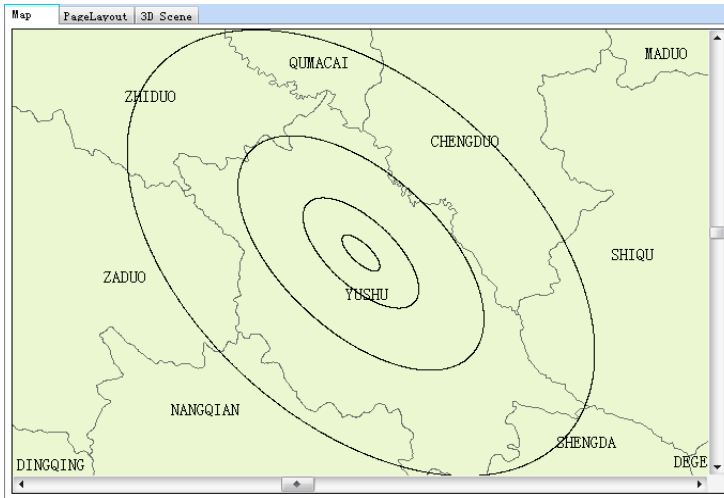 Map
PageLayout
3D Scene
MADUO
QUMACAI
ZHIDUO
CHENGDUO
SHIQU
ZADUO
YUSHU
NANGQIAN
SHENGDA
DINGQING
DEGE